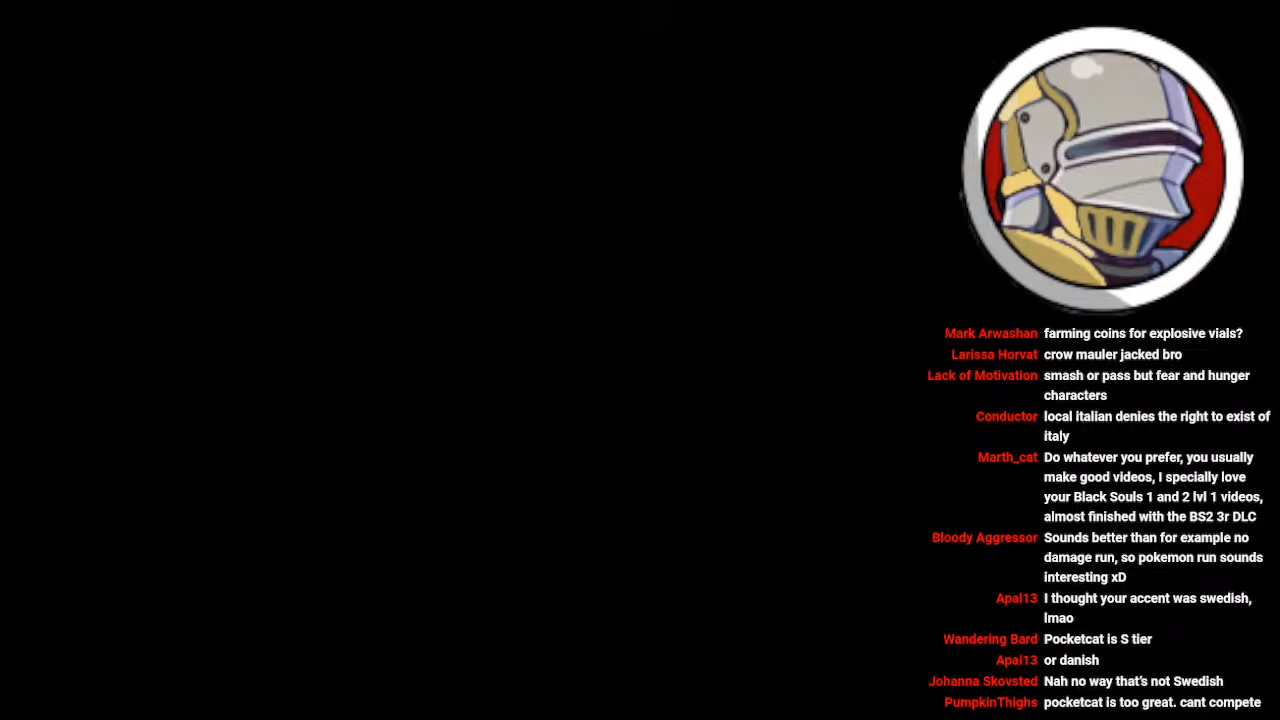 Mark Arwashan farming coins for explosive vials?
Larissa Horvat crow mauler jacked bro
Lack of Motivation smash or pass but fear and hunger
characters
Conductor local italian denies the right to exist of
italy
Marth_cat Do whatever you prefer, you usually
make good videos, I specially love
your Black Souls 1 and 2 lvl 1 videos,
almost finished with the BS2 3r DLC
Bloody Aggressor Sounds better than for example no
damage run, so pokemon run sounds
interesting xD
Apal13 I thought your accent was swedish,
lmao
Wandering Bard Pocketcat is S tier
Apal13 or danish
Johanna Skovsted Nah no way that's not Swedish
PumpkinThighs pocketcat is too great. cant compete